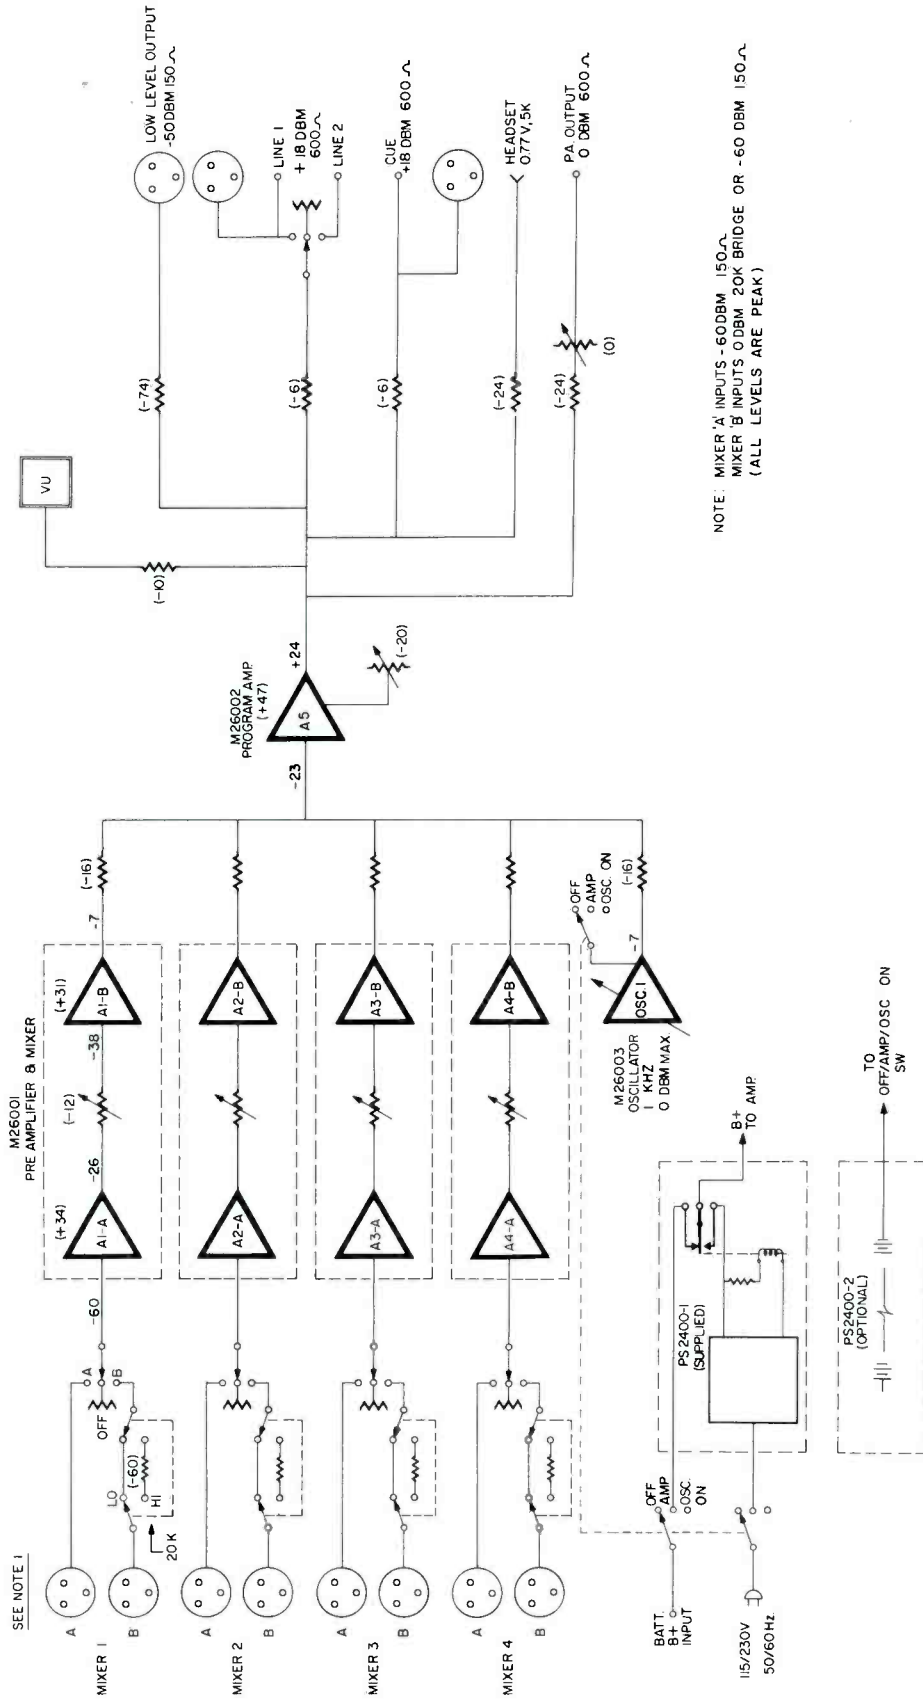 SEE NOTE 1
MIXER 1
A
B
20K
LO
HI
(-60)
OFF
A
B
-60
M26001
PRE AMPLIFIER & MIXER
(+34)
A1-A
-26
(-12)
-38
(+31)
A1-B
-7
(-16)
MIXER 2
A
B
A2-A
A2-B
MIXER 3
A
B
A3-A
A3-B
MIXER 4
A
B
A4-A
A4-B
M26003
OSCILLATOR
1 KHZ
0 DBM MAX.
OSC.1
-7
(-16)
OFF
AMP
OSC. ON
-23
M26002
PROGRAM AMP.
(+47)
A5
+24
(-20)
VU
(-10)
(-74)
LOW LEVEL OUTPUT
-50DBM 150Ω
(-6)
LINE 1
+18 DBM
600Ω
LINE 2
(-6)
CUE
+18 DBM 600Ω
(-24)
HEADSET
0.77V, 5K
(-24)
(0)
PA OUTPUT
0 DBM 600Ω
BATT.
B+
INPUT
115/230V
50/60Hz
OFF
AMP
OSC.
ON
PS2400-1
(SUPPLIED)
B+
TO AMP.
PS2400-2
(OPTIONAL)
TO
OFF/AMP/OSC ON
SW
NOTE: MIXER 'A' INPUTS -60DBM 150Ω
MIXER 'B' INPUTS 0DBM 20K BRIDGE OR -60 DBM 150Ω
(ALL LEVELS ARE PEAK)